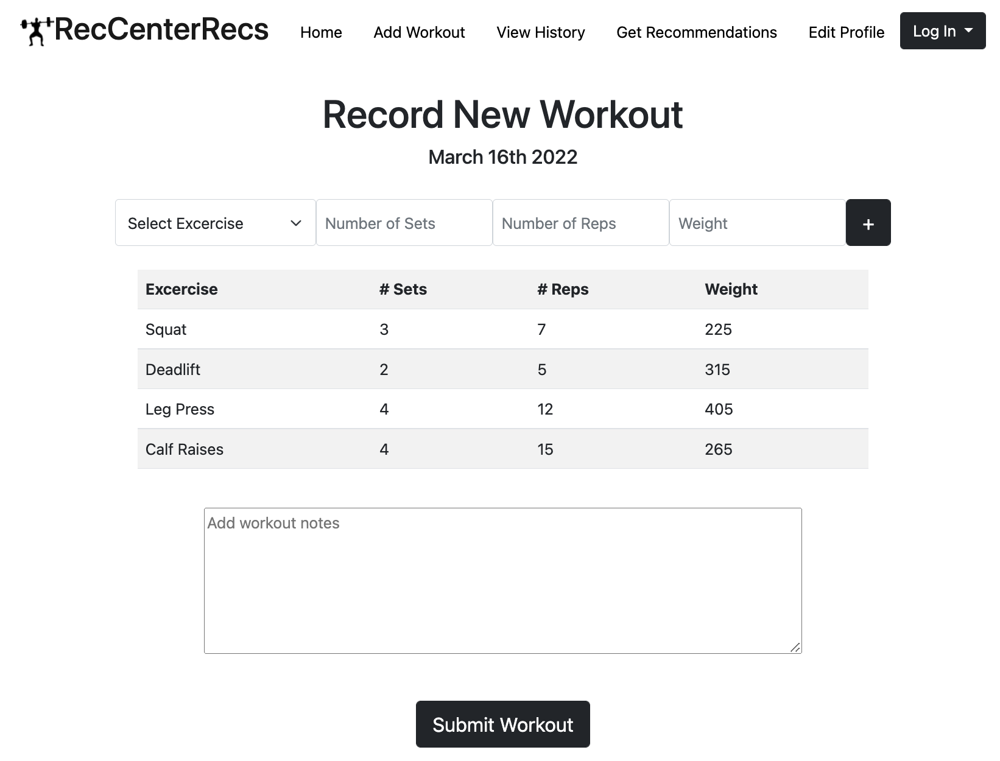 RecCenterRecs Home Add Workout View History Get Recommendations Edit Profile Log In
Record New Workout
March 16th 2022
Select Excercise Number of Sets Number of Reps Weight +
Excercise # Sets # Reps Weight
Squat 3 7 225
Deadlift 2 5 315
Leg Press 4 12 405
Calf Raises 4 15 265
Add workout notes
Submit Workout